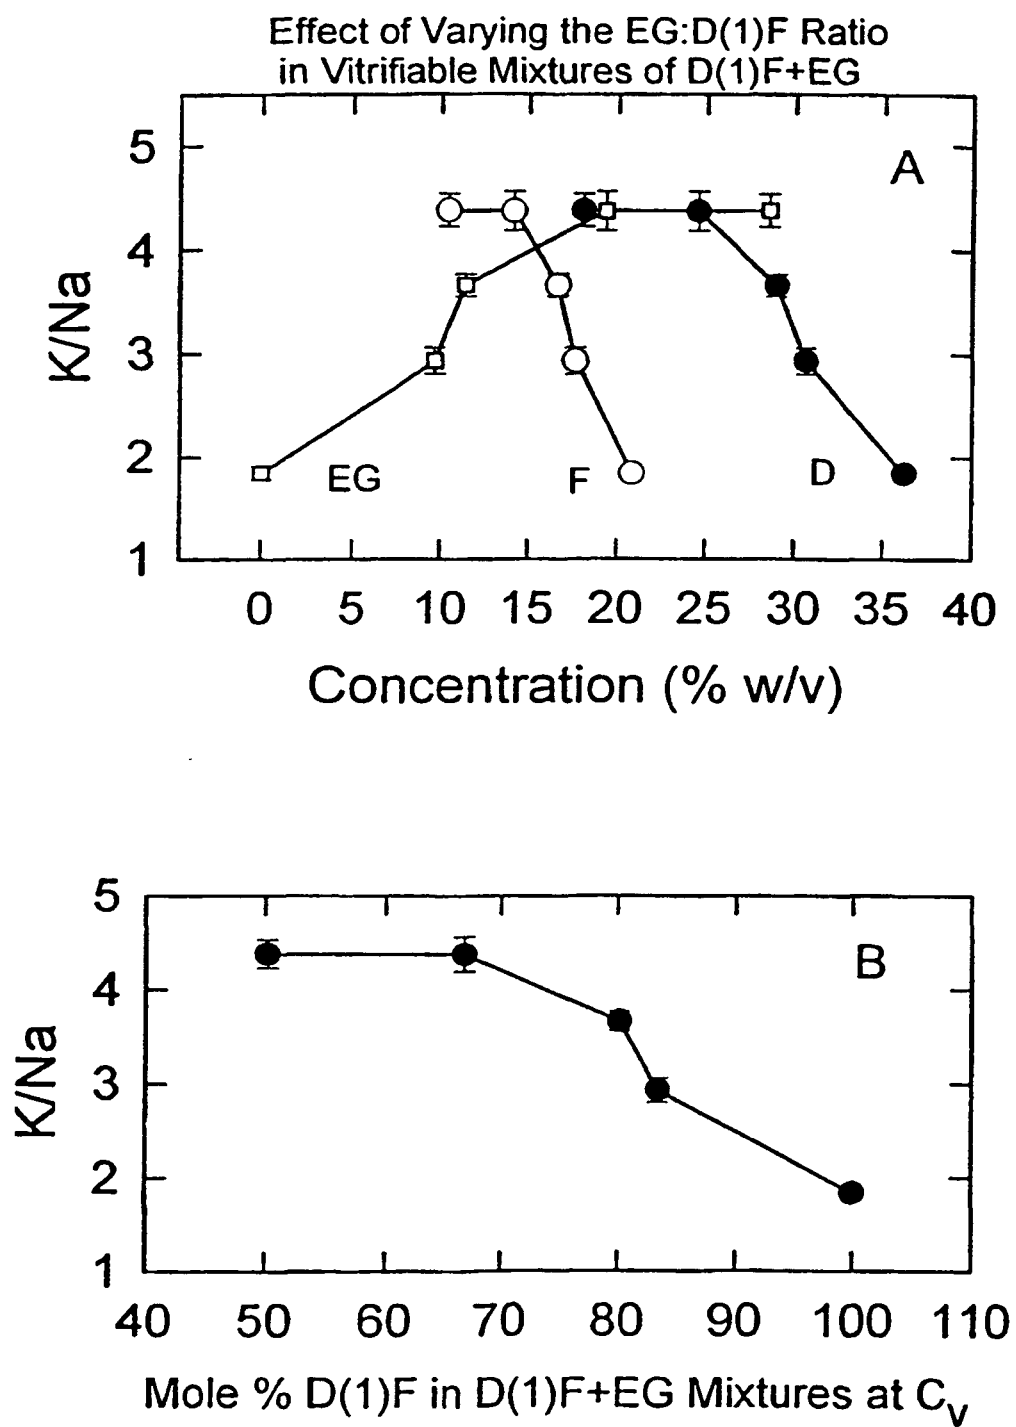 Effect of Varying the EG:D(1)F Ratio
in Vitrifiable Mixtures of D(1)F+EG
A
5
4
3
2
1
K/Na
EG
F
D
0 5 10 15 20 25 30 35 40
Concentration (% w/v)
B
5
4
3
2
1
K/Na
40 50 60 70 80 90 100 110
Mole % D(1)F in D(1)F+EG Mixtures at Cv